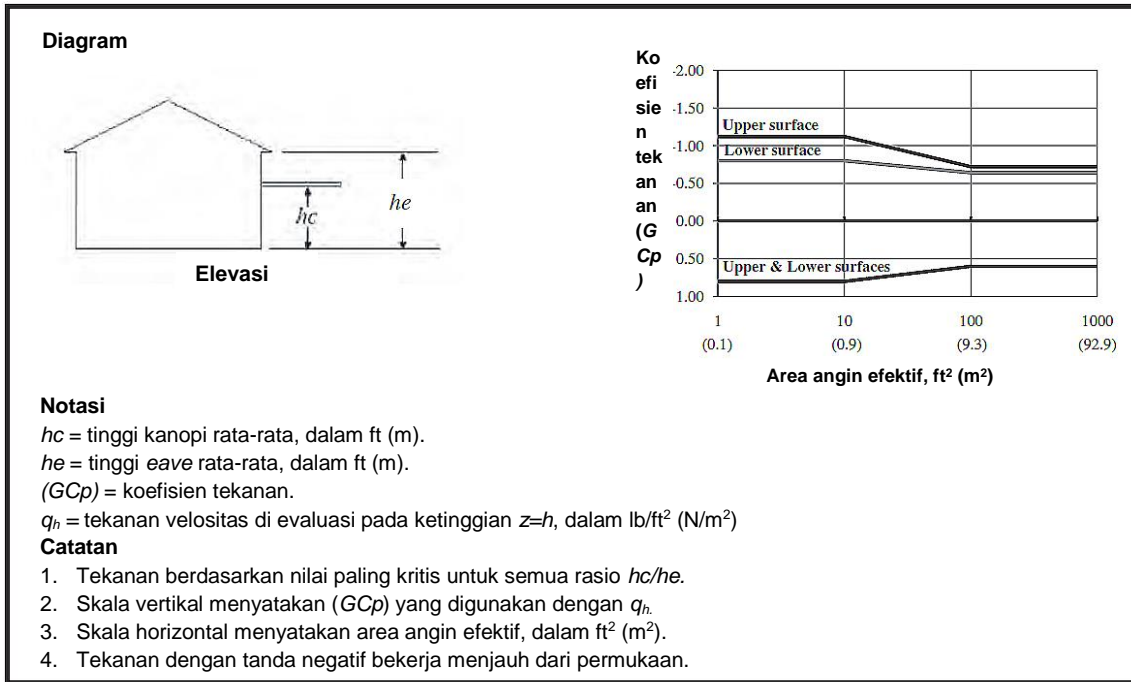 Diagram
hc
he
Elevasi
Ko
efi
sie
n
tek
an
an
(G
Cp
)
-2.00
-1.50
-1.00
-0.50
0.00
0.50
1.00
Upper surface
Lower surface
Upper & Lower surfaces
1 10 100 1000
(0.1) (0.9) (9.3) (92.9)
Area angin efektif, ft² (m²)
Notasi
hc = tinggi kanopi rata-rata, dalam ft (m).
he = tinggi eave rata-rata, dalam ft (m).
(GCp) = koefisien tekanan.
qh = tekanan velositas di evaluasi pada ketinggian z=h, dalam lb/ft² (N/m²)
Catatan
1. Tekanan berdasarkan nilai paling kritis untuk semua rasio hc/he.
2. Skala vertikal menyatakan (GCp) yang digunakan dengan qh.
3. Skala horizontal menyatakan area angin efektif, dalam ft² (m²).
4. Tekanan dengan tanda negatif bekerja menjauh dari permukaan.